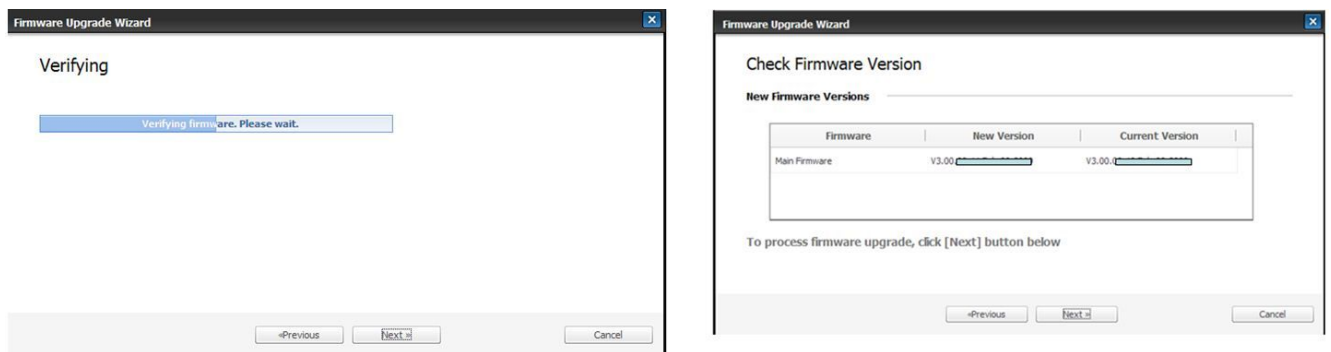 Firmware Upgrade Wizard
Verifying
Verifying firmware. Please wait.
«Previous Next » Cancel
Firmware Upgrade Wizard
Check Firmware Version
New Firmware Versions
Firmware New Version Current Version
Main Firmware V3.00. V3.00.
To process firmware upgrade, click [Next] button below
«Previous Next » Cancel